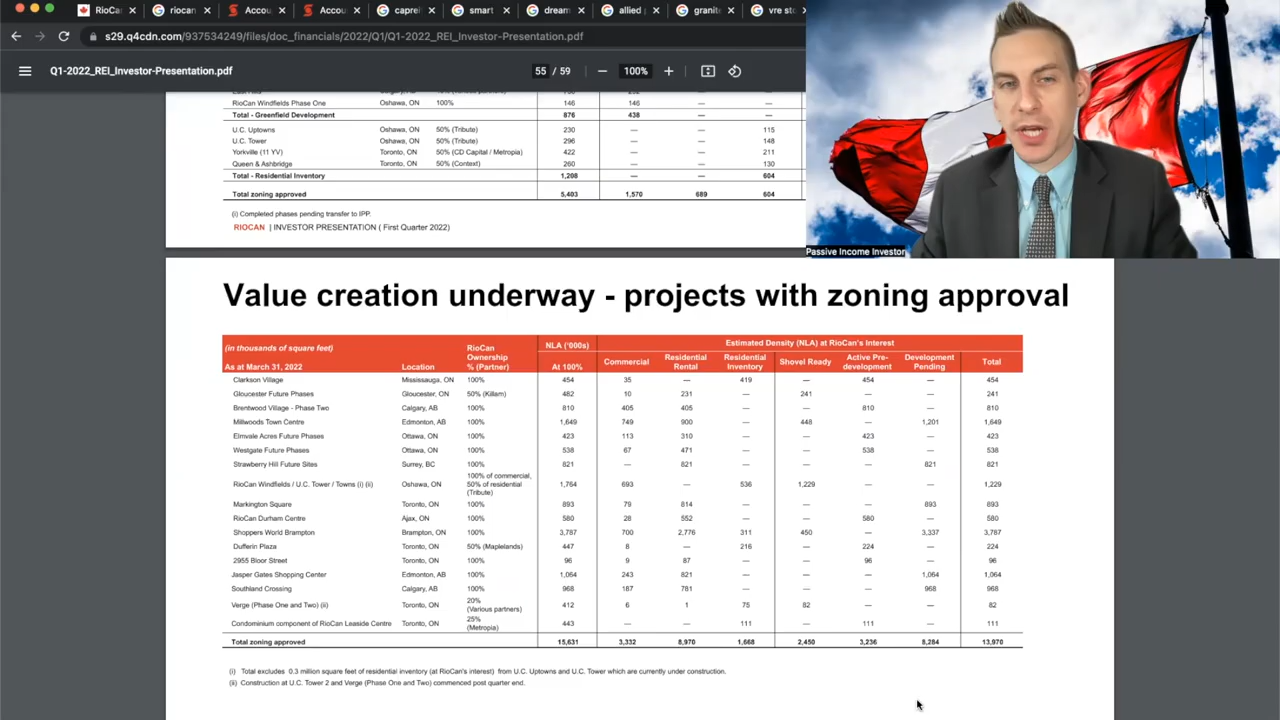 RioCa
riocan
Accou
Accou
caprei
smart
dream
allied
granite
vre sto
s29.q4cdn.com/937534249/files/doc_financials/2022/Q1/Q1-2022_REI_Investor-Presentation.pdf
Q1-2022_REI_Investor-Presentation.pdf 55 / 59 100%
RioCan Windfields Phase One Oshawa, ON 100% 146 146 — —
Total - Greenfield Development 876 438 — —
U.C. Uptowns Oshawa, ON 50% (Tribute) 230 — — 115
U.C. Tower Oshawa, ON 50% (Tribute) 296 — — 148
Yorkville (11 YV) Toronto, ON 50% (CD Capital / Metropia) 422 — — 211
Queen & Ashbridge Toronto, ON 50% (Context) 260 — — 130
Total - Residential Inventory 1,208 — — 604
Total zoning approved 5,403 1,570 689 604
(i) Completed phases pending transfer to IPP.
RIOCAN | INVESTOR PRESENTATION ( First Quarter 2022)
Passive Income Investor
Value creation underway - projects with zoning approval
(in thousands of square feet)
As at March 31, 2022
Location
RioCan
Ownership
% (Partner)
NLA ('000s)
At 100%
Estimated Density (NLA) at RioCan's Interest
Commercial
Residential
Rental
Residential
Inventory
Shovel Ready
Active Pre-
development
Development
Pending
Total
Clarkson Village Mississauga, ON 100% 454 35 — 419 — 454 — 454
Gloucester Future Phases Gloucester, ON 50% (Killam) 482 10 231 — 241 — — 241
Brentwood Village - Phase Two Calgary, AB 100% 810 405 405 — — 810 — 810
Millwoods Town Centre Edmonton, AB 100% 1,649 749 900 — 448 — 1,201 1,649
Elmvale Acres Future Phases Ottawa, ON 100% 423 113 310 — — 423 — 423
Westgate Future Phases Ottawa, ON 100% 538 67 471 — — 538 — 538
Strawberry Hill Future Sites Surrey, BC 100% 821 — 821 — — — 821 821
RioCan Windfields / U.C. Tower / Towns (i) (ii) Oshawa, ON 100% of commercial,
50% of residential
(Tribute) 1,764 693 — 536 1,229 — — 1,229
Markington Square Toronto, ON 100% 893 79 814 — — — 893 893
RioCan Durham Centre Ajax, ON 100% 580 28 552 — — 580 — 580
Shoppers World Brampton Brampton, ON 100% 3,787 700 2,776 311 450 — 3,337 3,787
Dufferin Plaza Toronto, ON 50% (Maplelands) 447 8 — 216 — 224 — 224
2955 Bloor Street Toronto, ON 100% 96 9 87 — — 96 — 96
Jasper Gates Shopping Center Edmonton, AB 100% 1,064 243 821 — — — 1,064 1,064
Southland Crossing Calgary, AB 100% 968 187 781 — — — 968 968
Verge (Phase One and Two) (ii) Toronto, ON 20%
(Various partners) 412 6 1 75 82 — — 82
Condominium component of RioCan Leaside Centre Toronto, ON 25%
(Metropia) 443 — — 111 — 111 — 111
Total zoning approved 15,631 3,332 8,970 1,668 2,450 3,236 8,284 13,970
(i) Total excludes 0.3 million square feet of residential inventory (at RioCan's interest) from U.C. Uptowns and U.C. Tower which are currently under construction.
(ii) Construction at U.C. Tower 2 and Verge (Phase One and Two) commenced post quarter end.